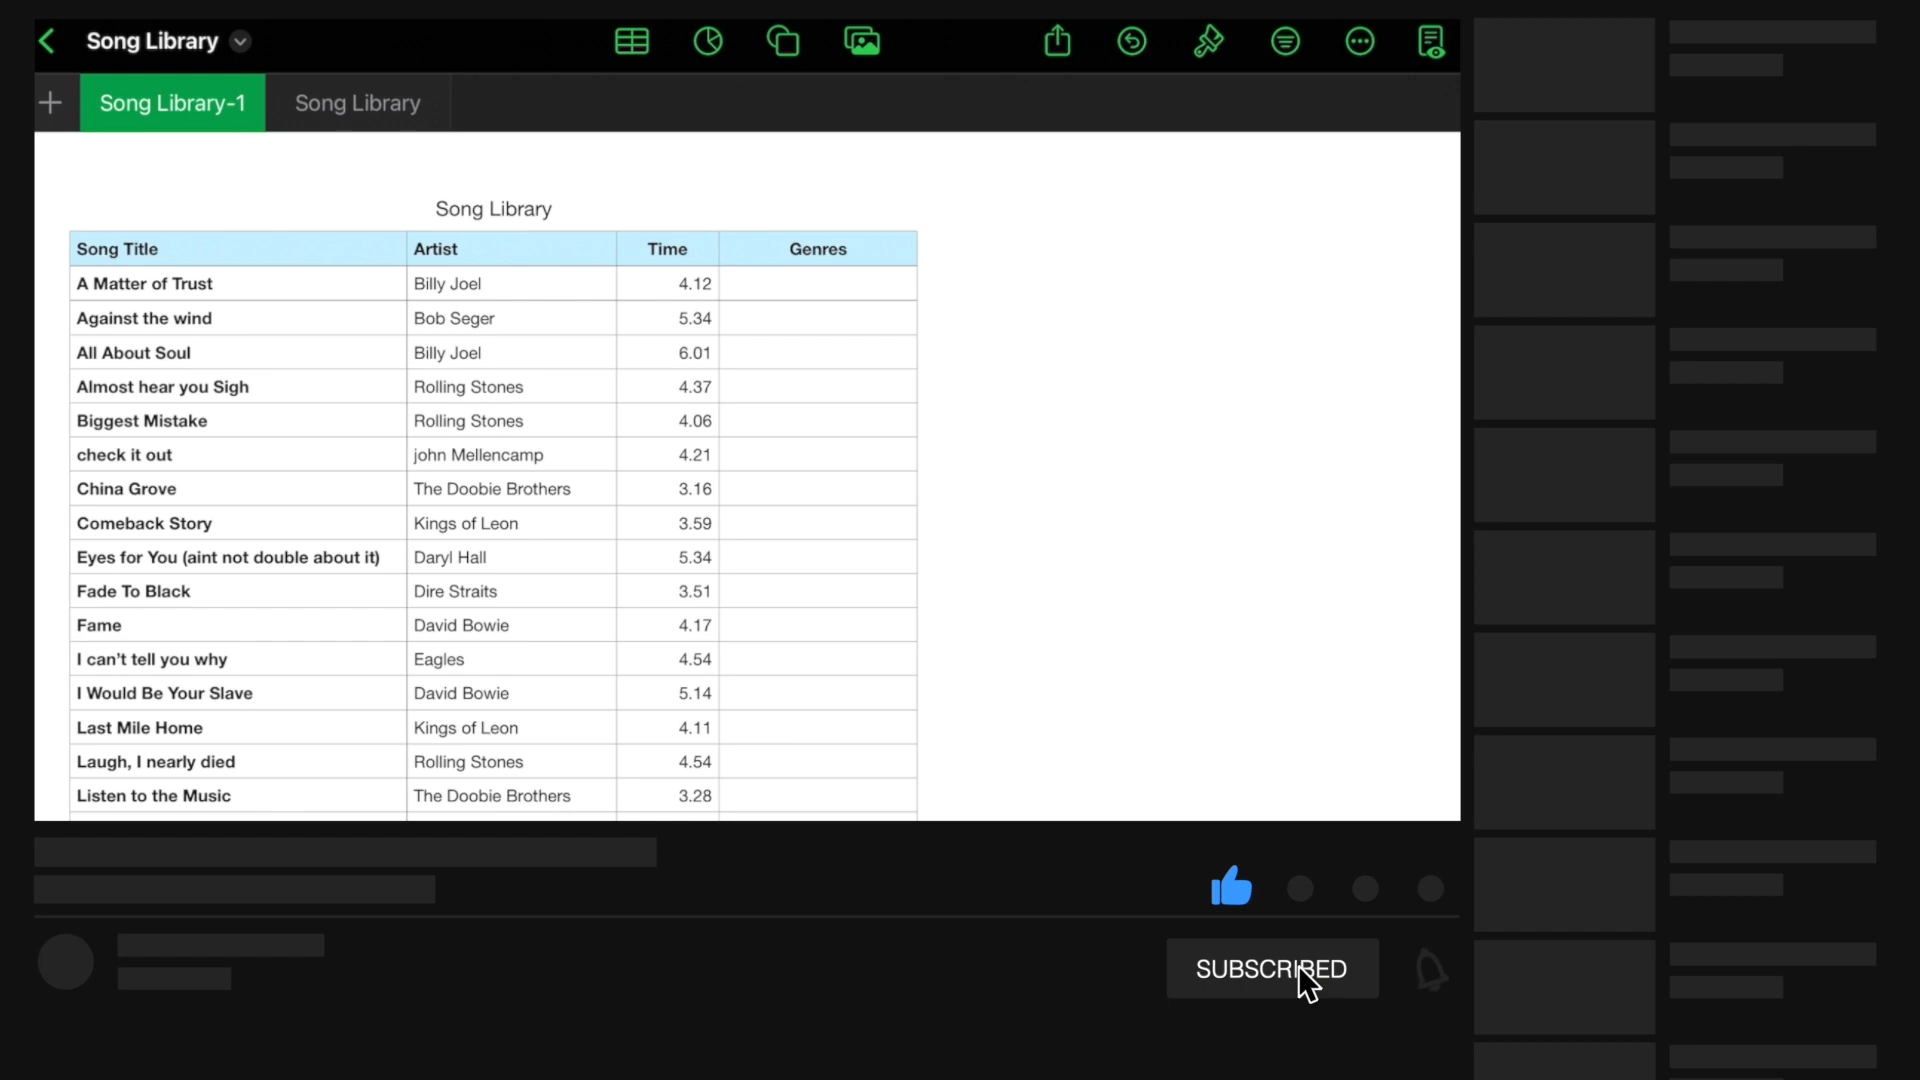 Song Library
Song Library-1 Song Library
Song Library
Song Title Artist Time Genres
A Matter of Trust Billy Joel 4.12
Against the wind Bob Seger 5.34
All About Soul Billy Joel 6.01
Almost hear you Sigh Rolling Stones 4.37
Biggest Mistake Rolling Stones 4.06
check it out john Mellencamp 4.21
China Grove The Doobie Brothers 3.16
Comeback Story Kings of Leon 3.59
Eyes for You (aint not double about it) Daryl Hall 5.34
Fade To Black Dire Straits 3.51
Fame David Bowie 4.17
I can't tell you why Eagles 4.54
I Would Be Your Slave David Bowie 5.14
Last Mile Home Kings of Leon 4.11
Laugh, I nearly died Rolling Stones 4.54
Listen to the Music The Doobie Brothers 3.28
SUBSCRIBED